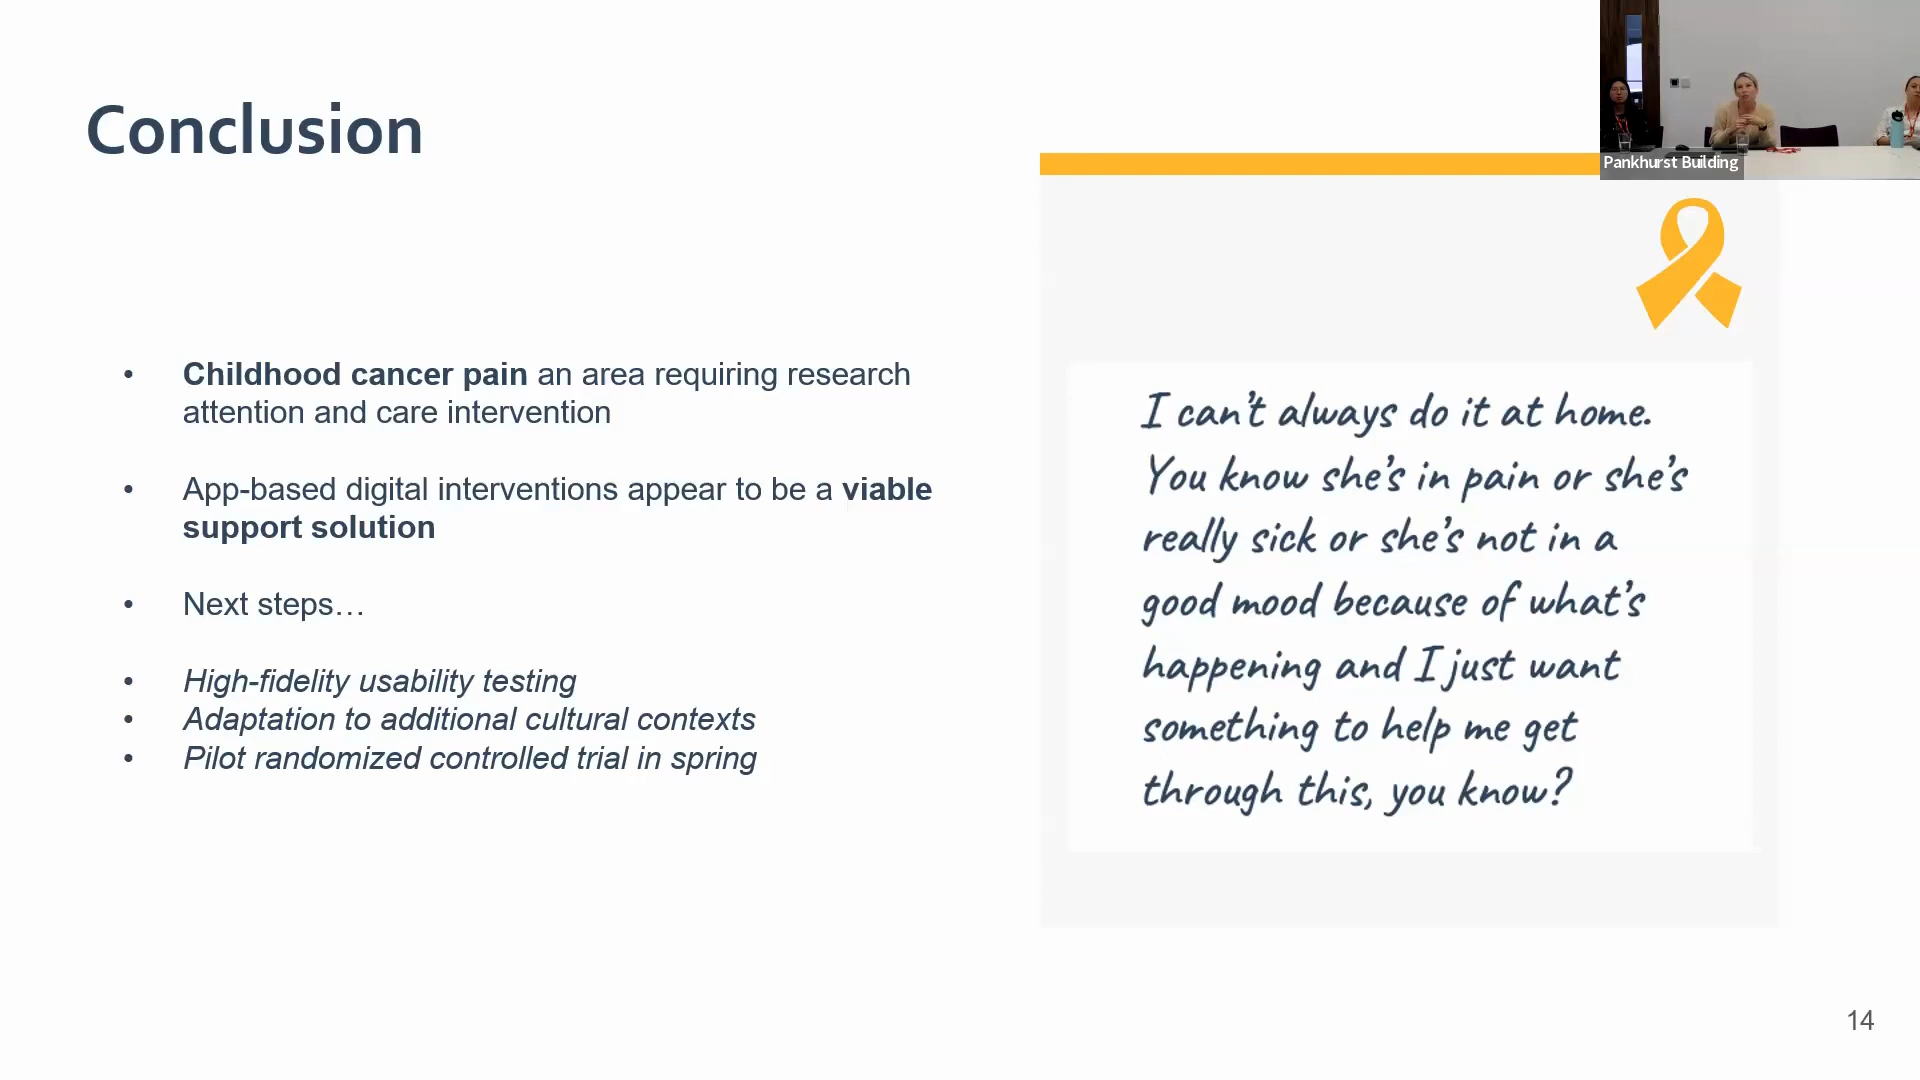 Conclusion
Pankhurst Building
• Childhood cancer pain an area requiring research
attention and care intervention
• App-based digital interventions appear to be a viable
support solution
• Next steps…
• High-fidelity usability testing
• Adaptation to additional cultural contexts
• Pilot randomized controlled trial in spring
I can't always do it at home.
You know she's in pain or she's
really sick or she's not in a
good mood because of what's
happening and I just want
something to help me get
through this, you know?
14